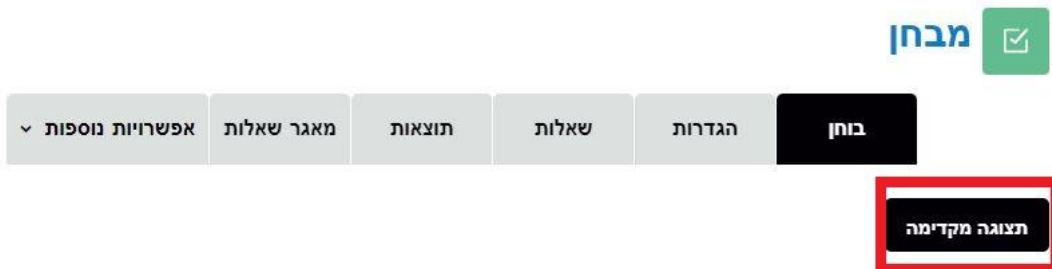 מבחן
בוחן הגדרות שאלות תוצאות מאגר שאלות אפשרויות נוספות
תצוגה מקדימה